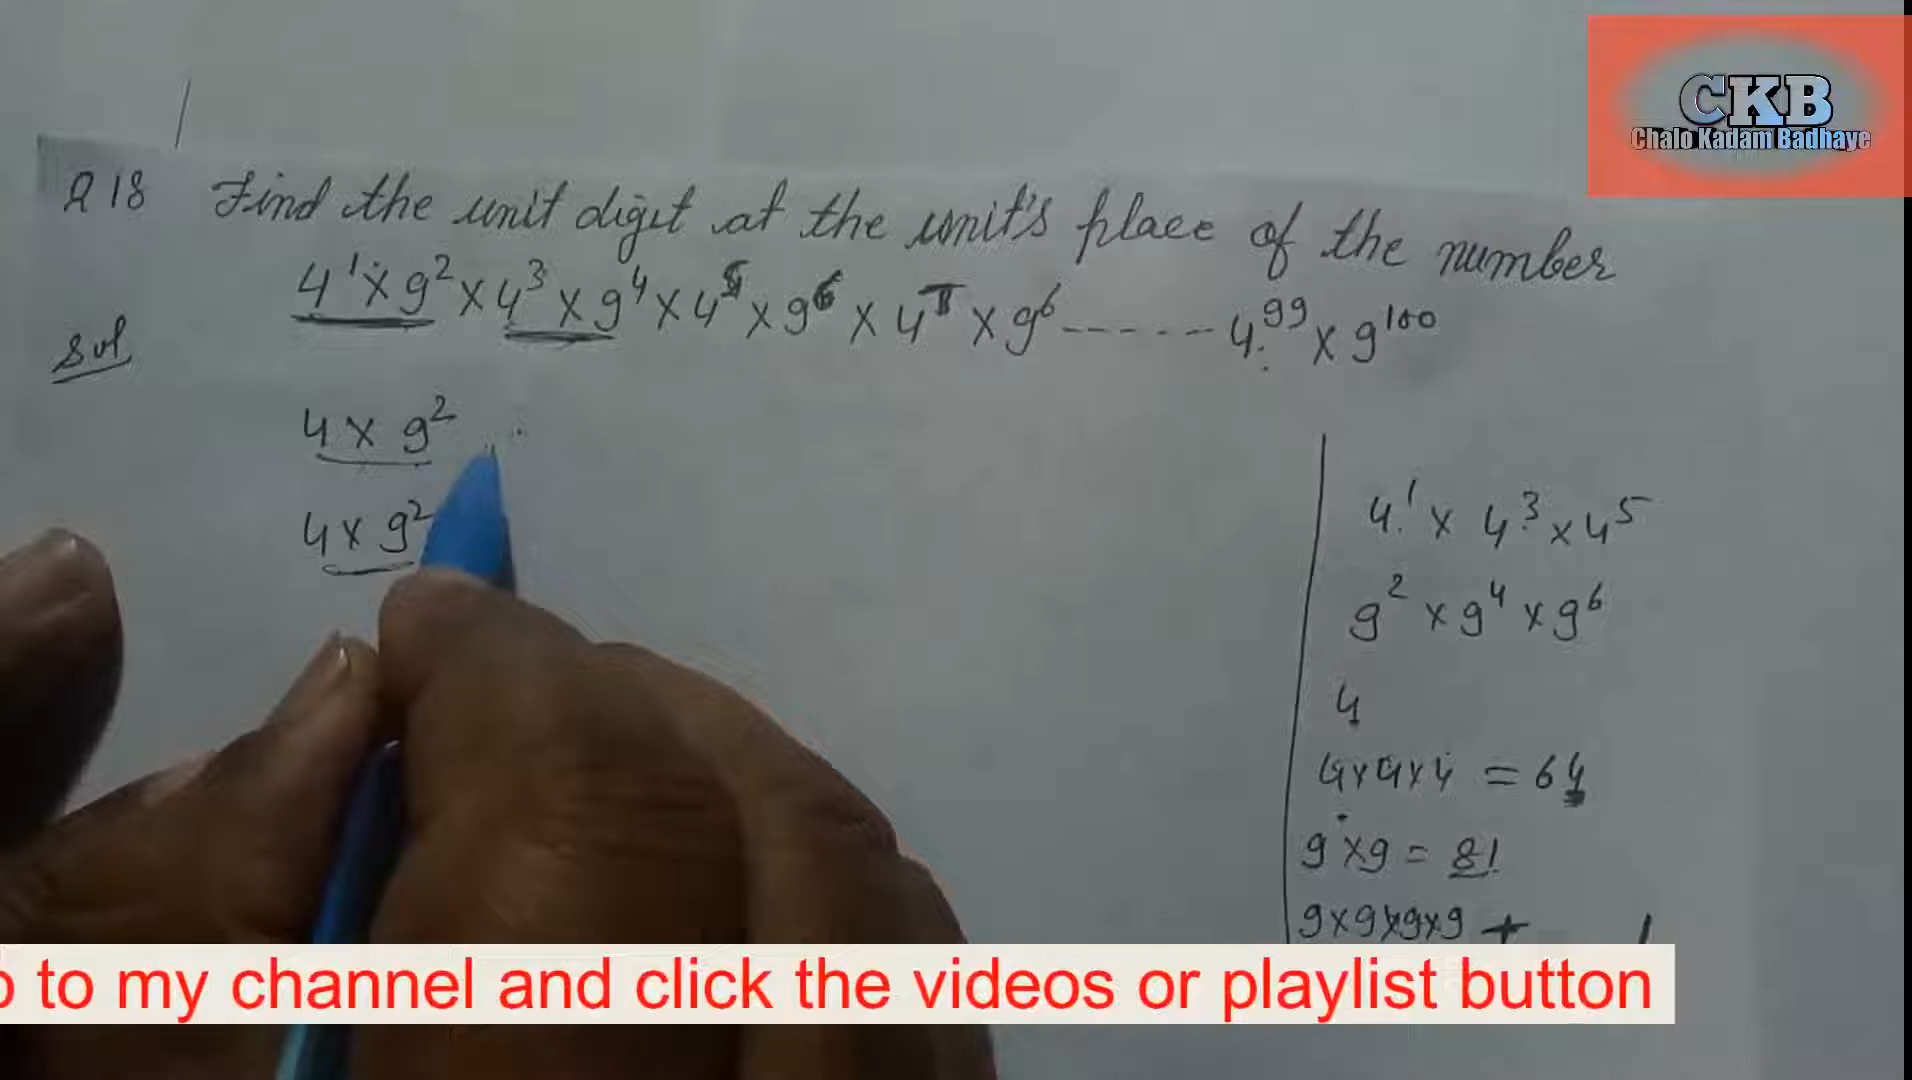 CKB
Chalo Kadam Badhaye
Q 18 Find the unit digit at the unit's place of the number
4¹ × 9² × 4³ × 9⁴ × 4⁵ × 9⁶ × 4⁷ × 9⁶ ------ 4⁹⁹ × 9¹⁰⁰
Sol
4 × 9²
4 × 9²
4¹ × 4³ × 4⁵
9² × 9⁴ × 9⁶
4
4×4×4 = 64
9×9 = 81
9×9×9×9
to my channel and click the videos or playlist button